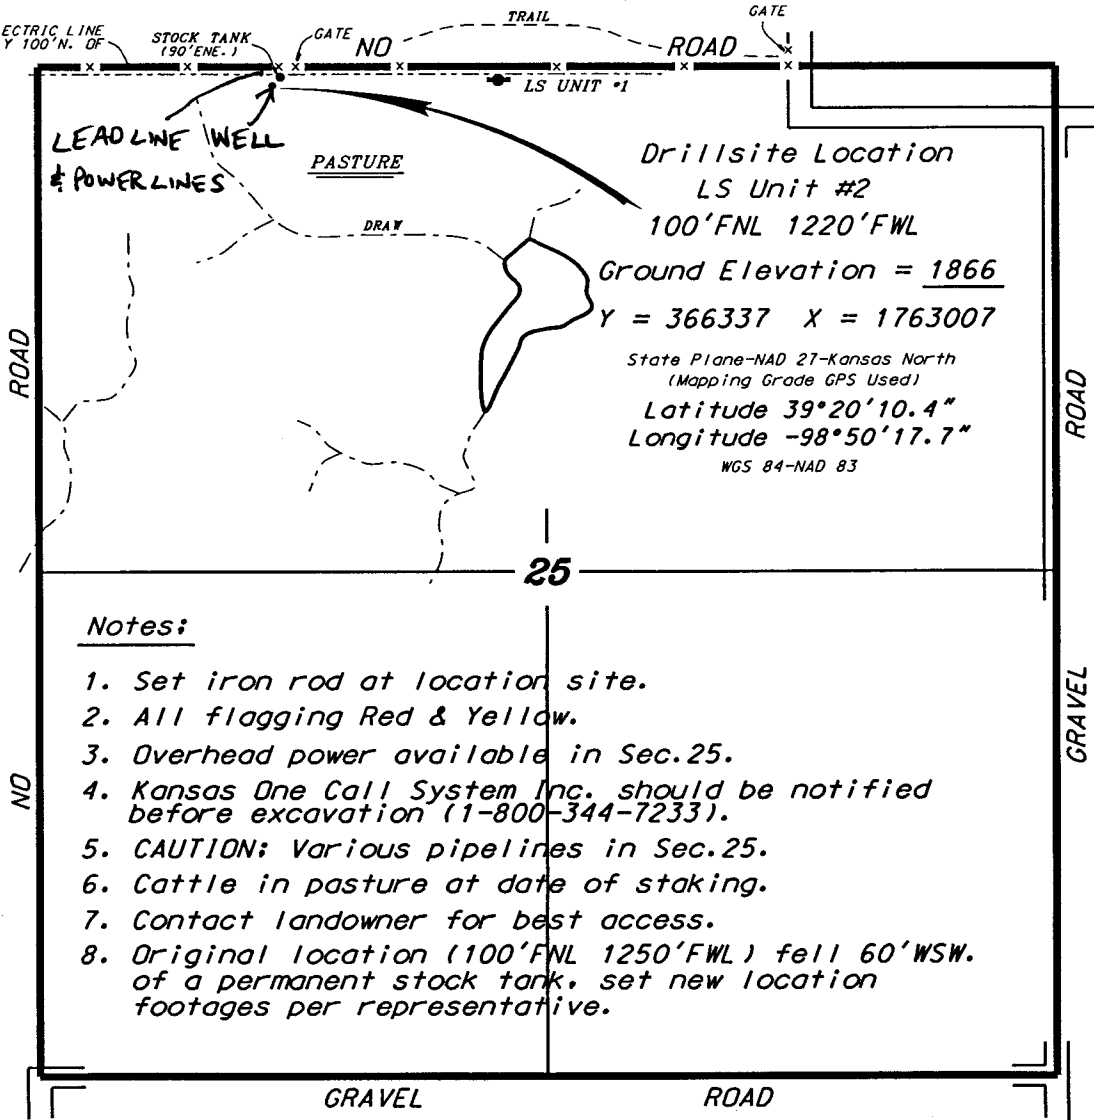 ECTRIC LINE
Y 100'N. OF
STOCK TANK
(90'ENE.)
GATE
NO
TRAIL
ROAD
GATE
LS UNIT #1
LEAD LINE WELL
& POWER LINES
PASTURE
DRAW
Drillsite Location
LS Unit #2
100'FNL 1220'FWL
Ground Elevation = 1866
Y = 366337 X = 1763007
State Plane-NAD 27-Kansas North
(Mapping Grade GPS Used)
Latitude 39°20'10.4"
Longitude -98°50'17.7"
WGS 84-NAD 83
ROAD
NO
ROAD
GRAVEL
25
Notes:
1. Set iron rod at location site.
2. All flagging Red & Yellow.
3. Overhead power available in Sec.25.
4. Kansas One Call System Inc. should be notified
before excavation (1-800-344-7233).
5. CAUTION: Various pipelines in Sec.25.
6. Cattle in pasture at date of staking.
7. Contact landowner for best access.
8. Original location (100'FNL 1250'FWL) fell 60'WSW.
of a permanent stock tank. set new location
footages per representative.
GRAVEL ROAD